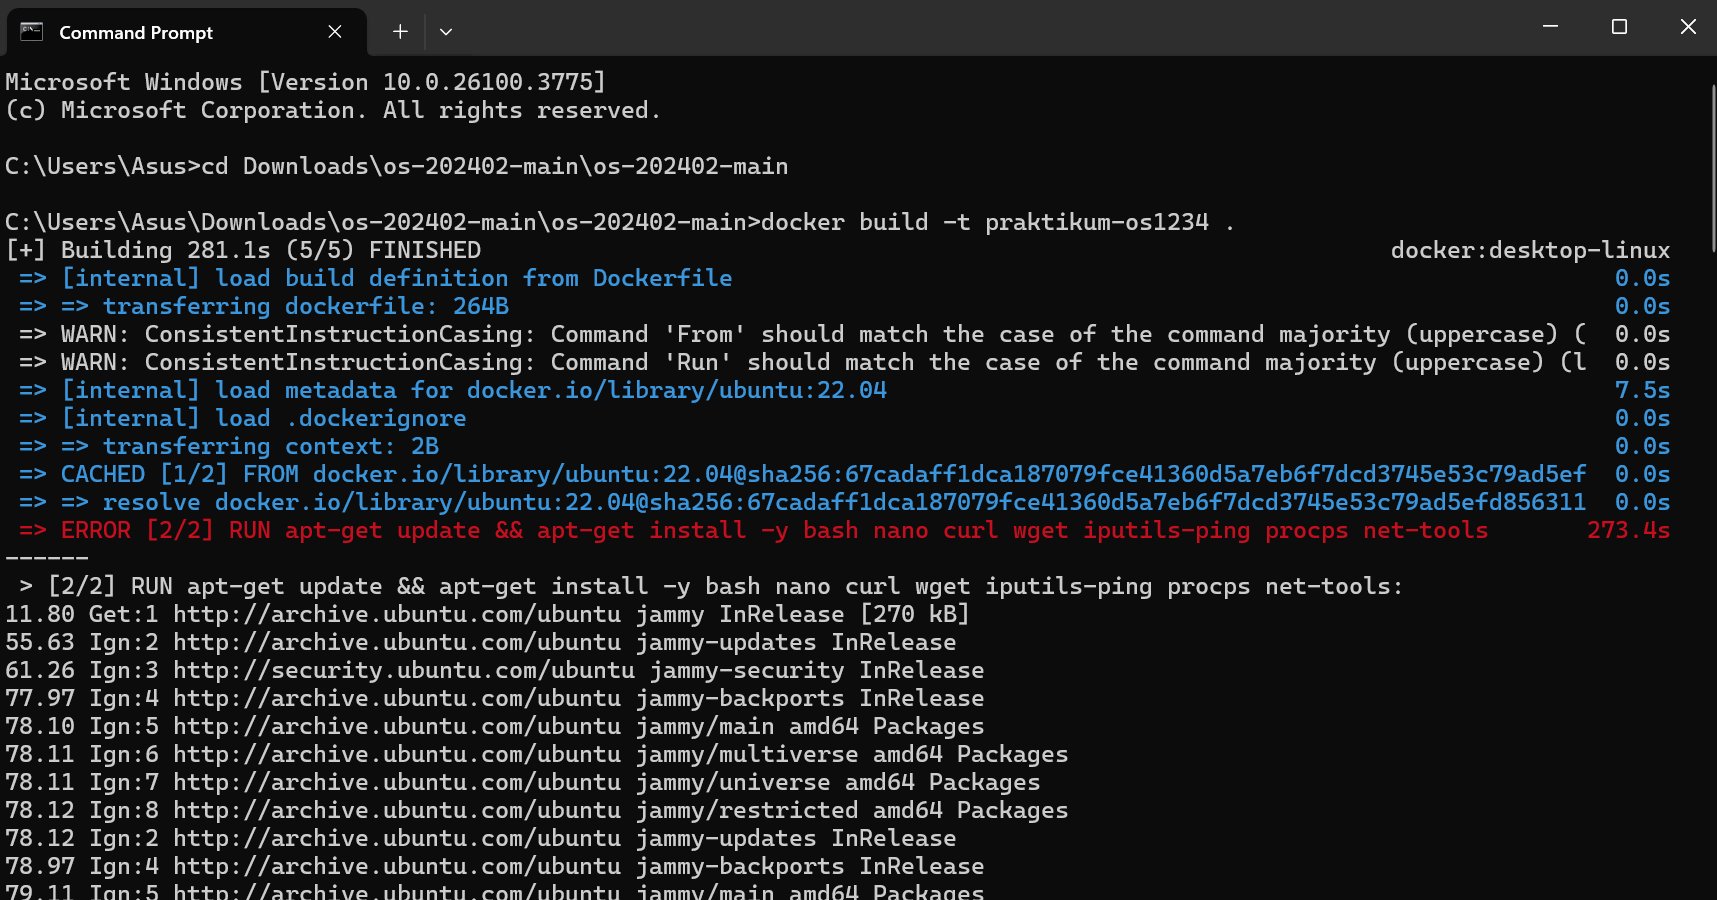 Command Prompt
Microsoft Windows [Version 10.0.26100.3775]
(c) Microsoft Corporation. All rights reserved.
C:\Users\Asus>cd Downloads\os-202402-main\os-202402-main
C:\Users\Asus\Downloads\os-202402-main\os-202402-main>docker build -t praktikum-os1234 .
[+] Building 281.1s (5/5) FINISHED docker:desktop-linux
=> [internal] load build definition from Dockerfile 0.0s
=> => transferring dockerfile: 264B 0.0s
=> WARN: ConsistentInstructionCasing: Command 'From' should match the case of the command majority (uppercase) ( 0.0s
=> WARN: ConsistentInstructionCasing: Command 'Run' should match the case of the command majority (uppercase) (l 0.0s
=> [internal] load metadata for docker.io/library/ubuntu:22.04 7.5s
=> [internal] load .dockerignore 0.0s
=> => transferring context: 2B 0.0s
=> CACHED [1/2] FROM docker.io/library/ubuntu:22.04@sha256:67cadaff1dca187079fce41360d5a7eb6f7dcd3745e53c79ad5ef 0.0s
=> => resolve docker.io/library/ubuntu:22.04@sha256:67cadaff1dca187079fce41360d5a7eb6f7dcd3745e53c79ad5efd856311 0.0s
=> ERROR [2/2] RUN apt-get update && apt-get install -y bash nano curl wget iputils-ping procps net-tools 273.4s
------
> [2/2] RUN apt-get update && apt-get install -y bash nano curl wget iputils-ping procps net-tools:
11.80 Get:1 http://archive.ubuntu.com/ubuntu jammy InRelease [270 kB]
55.63 Ign:2 http://archive.ubuntu.com/ubuntu jammy-updates InRelease
61.26 Ign:3 http://security.ubuntu.com/ubuntu jammy-security InRelease
77.97 Ign:4 http://archive.ubuntu.com/ubuntu jammy-backports InRelease
78.10 Ign:5 http://archive.ubuntu.com/ubuntu jammy/main amd64 Packages
78.11 Ign:6 http://archive.ubuntu.com/ubuntu jammy/multiverse amd64 Packages
78.11 Ign:7 http://archive.ubuntu.com/ubuntu jammy/universe amd64 Packages
78.12 Ign:8 http://archive.ubuntu.com/ubuntu jammy/restricted amd64 Packages
78.12 Ign:2 http://archive.ubuntu.com/ubuntu jammy-updates InRelease
78.97 Ign:4 http://archive.ubuntu.com/ubuntu jammy-backports InRelease
79.11 Ign:5 http://archive.ubuntu.com/ubuntu jammy/main amd64 Packages